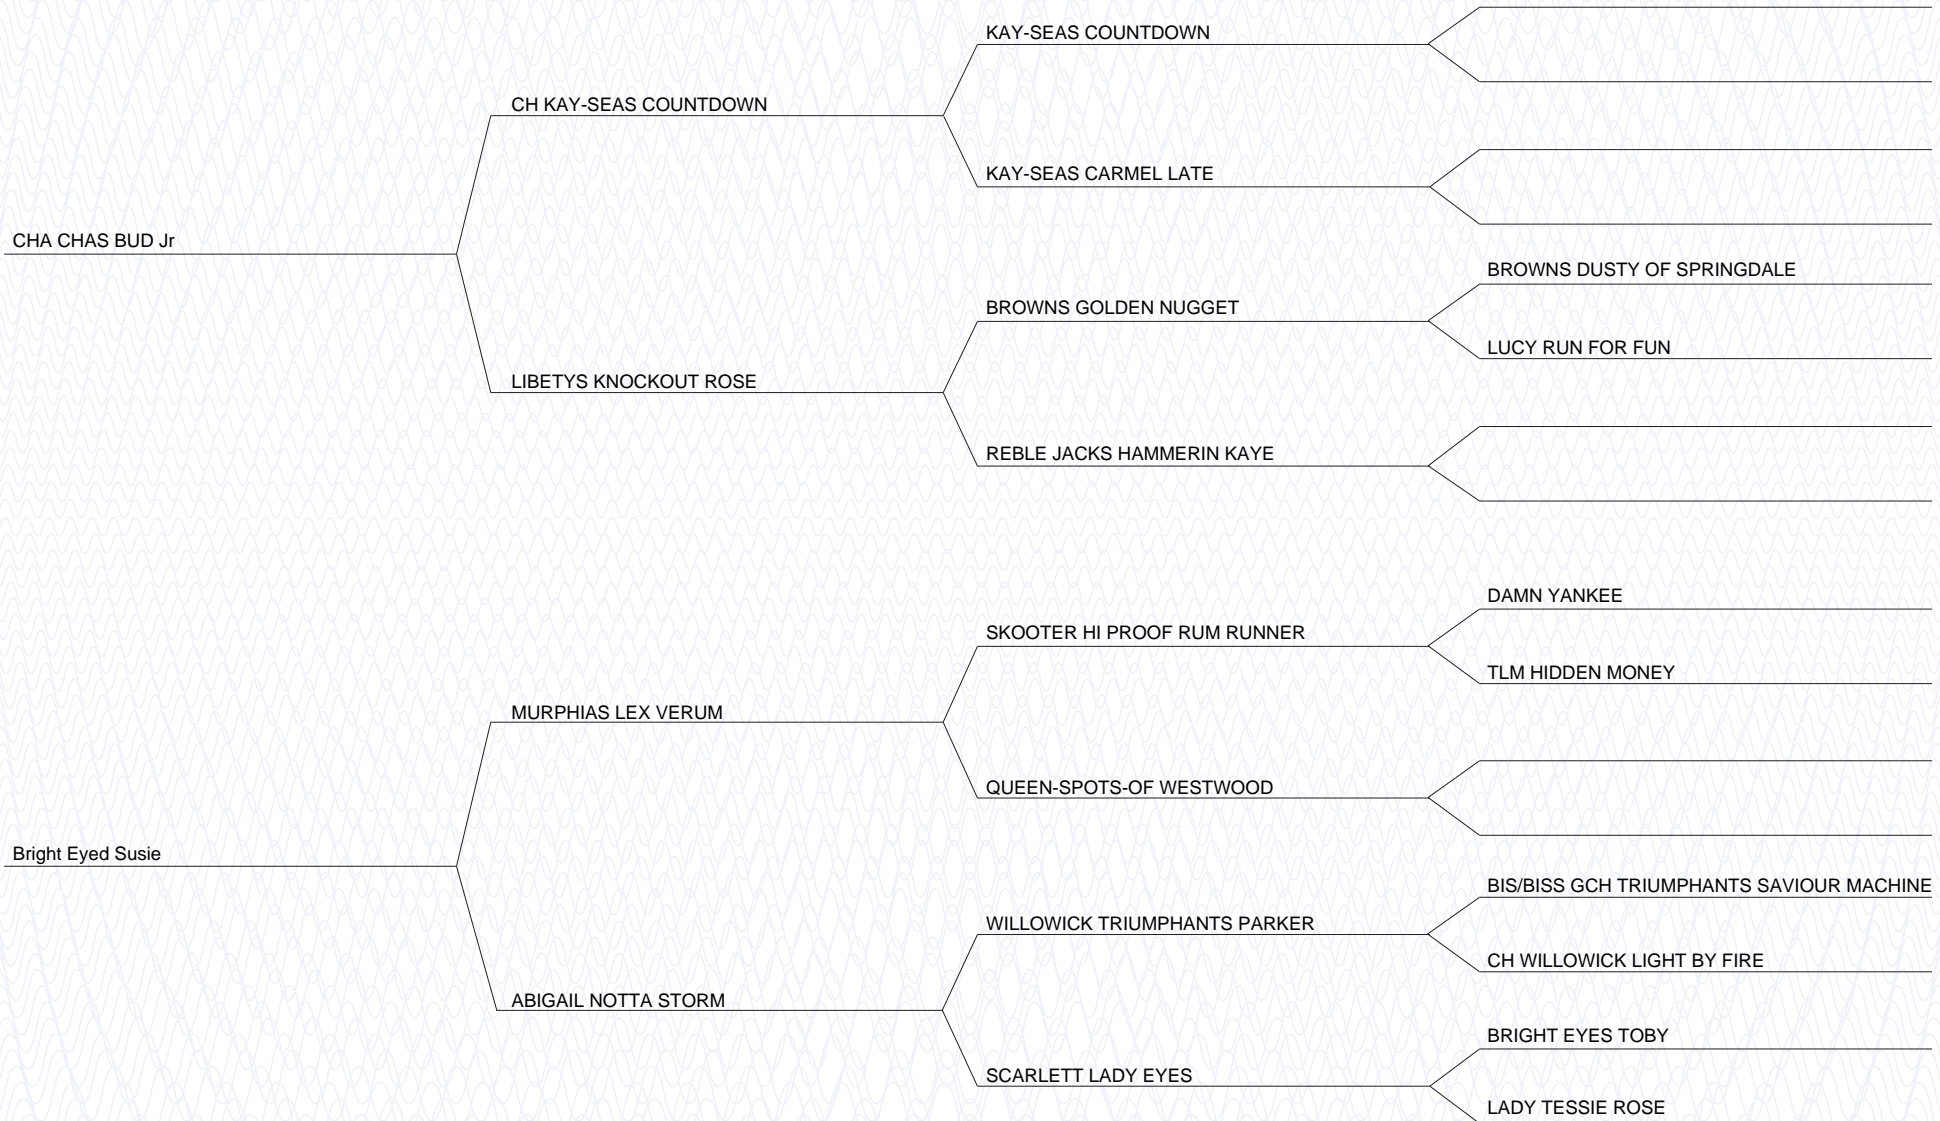 KAY-SEAS COUNTDOWN
CH KAY-SEAS COUNTDOWN
KAY-SEAS CARMEL LATE
CHA CHAS BUD Jr
BROWNS DUSTY OF SPRINGDALE
BROWNS GOLDEN NUGGET
LUCY RUN FOR FUN
LIBETYS KNOCKOUT ROSE
REBLE JACKS HAMMERIN KAYE
DAMN YANKEE
SKOOTER HI PROOF RUM RUNNER
TLM HIDDEN MONEY
MURPHIAS LEX VERUM
QUEEN-SPOTS-OF WESTWOOD
Bright Eyed Susie
BIS/BISS GCH TRIUMPHANTS SAVIOUR MACHINE
WILLOWICK TRIUMPHANTS PARKER
CH WILLOWICK LIGHT BY FIRE
ABIGAIL NOTTA STORM
BRIGHT EYES TOBY
SCARLETT LADY EYES
LADY TESSIE ROSE